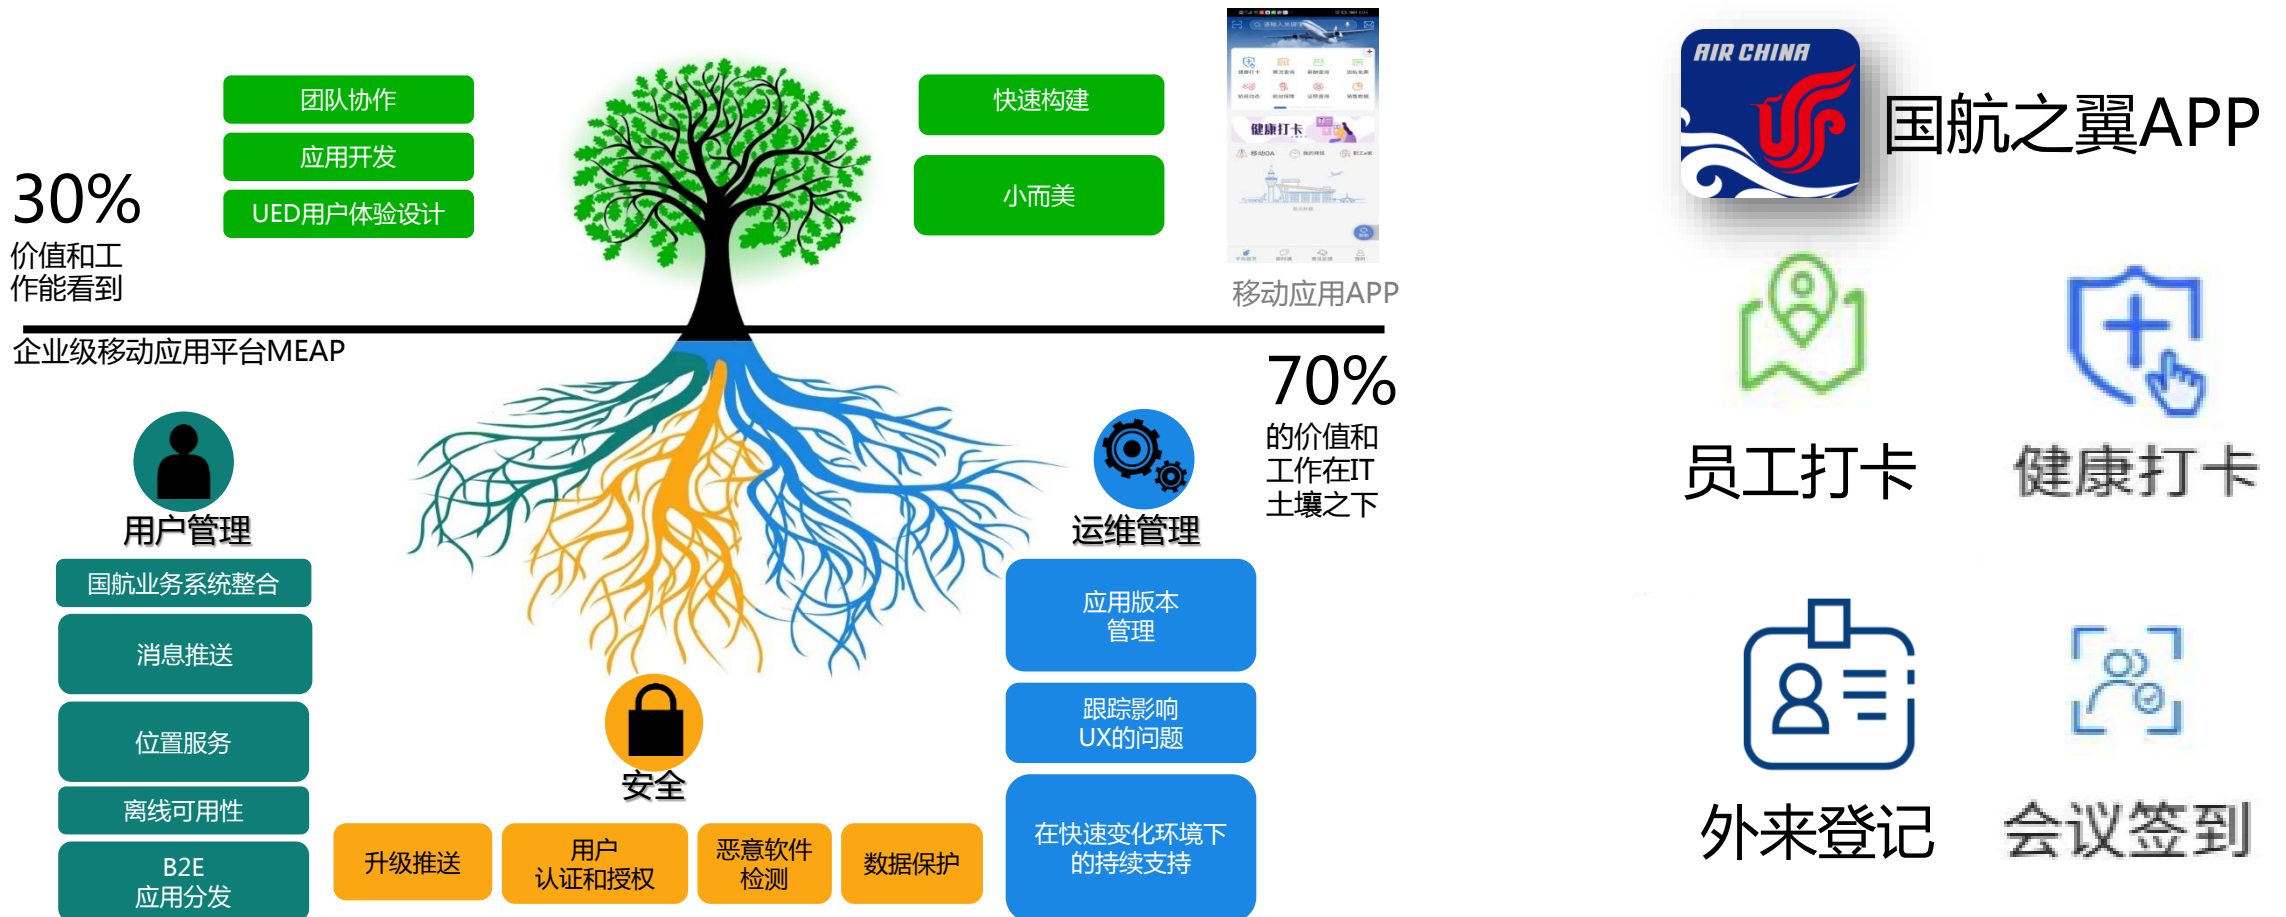 团队协作
应用开发
UED用户体验设计
30%
价值和工
作能看到
快速构建
小而美
健康打卡
移动OA
移动应用APP
企业级移动应用平台MEAP
70%
的价值和
工作在IT
土壤之下
用户管理
国航业务系统整合
消息推送
位置服务
离线可用性
B2E
应用分发
安全
升级推送
用户
认证和授权
恶意软件
检测
数据保护
运维管理
应用版本
管理
跟踪影响
UX的问题
在快速变化环境下
的持续支持
AIR CHINA
国航之翼APP
员工打卡
健康打卡
外来登记
会议签到